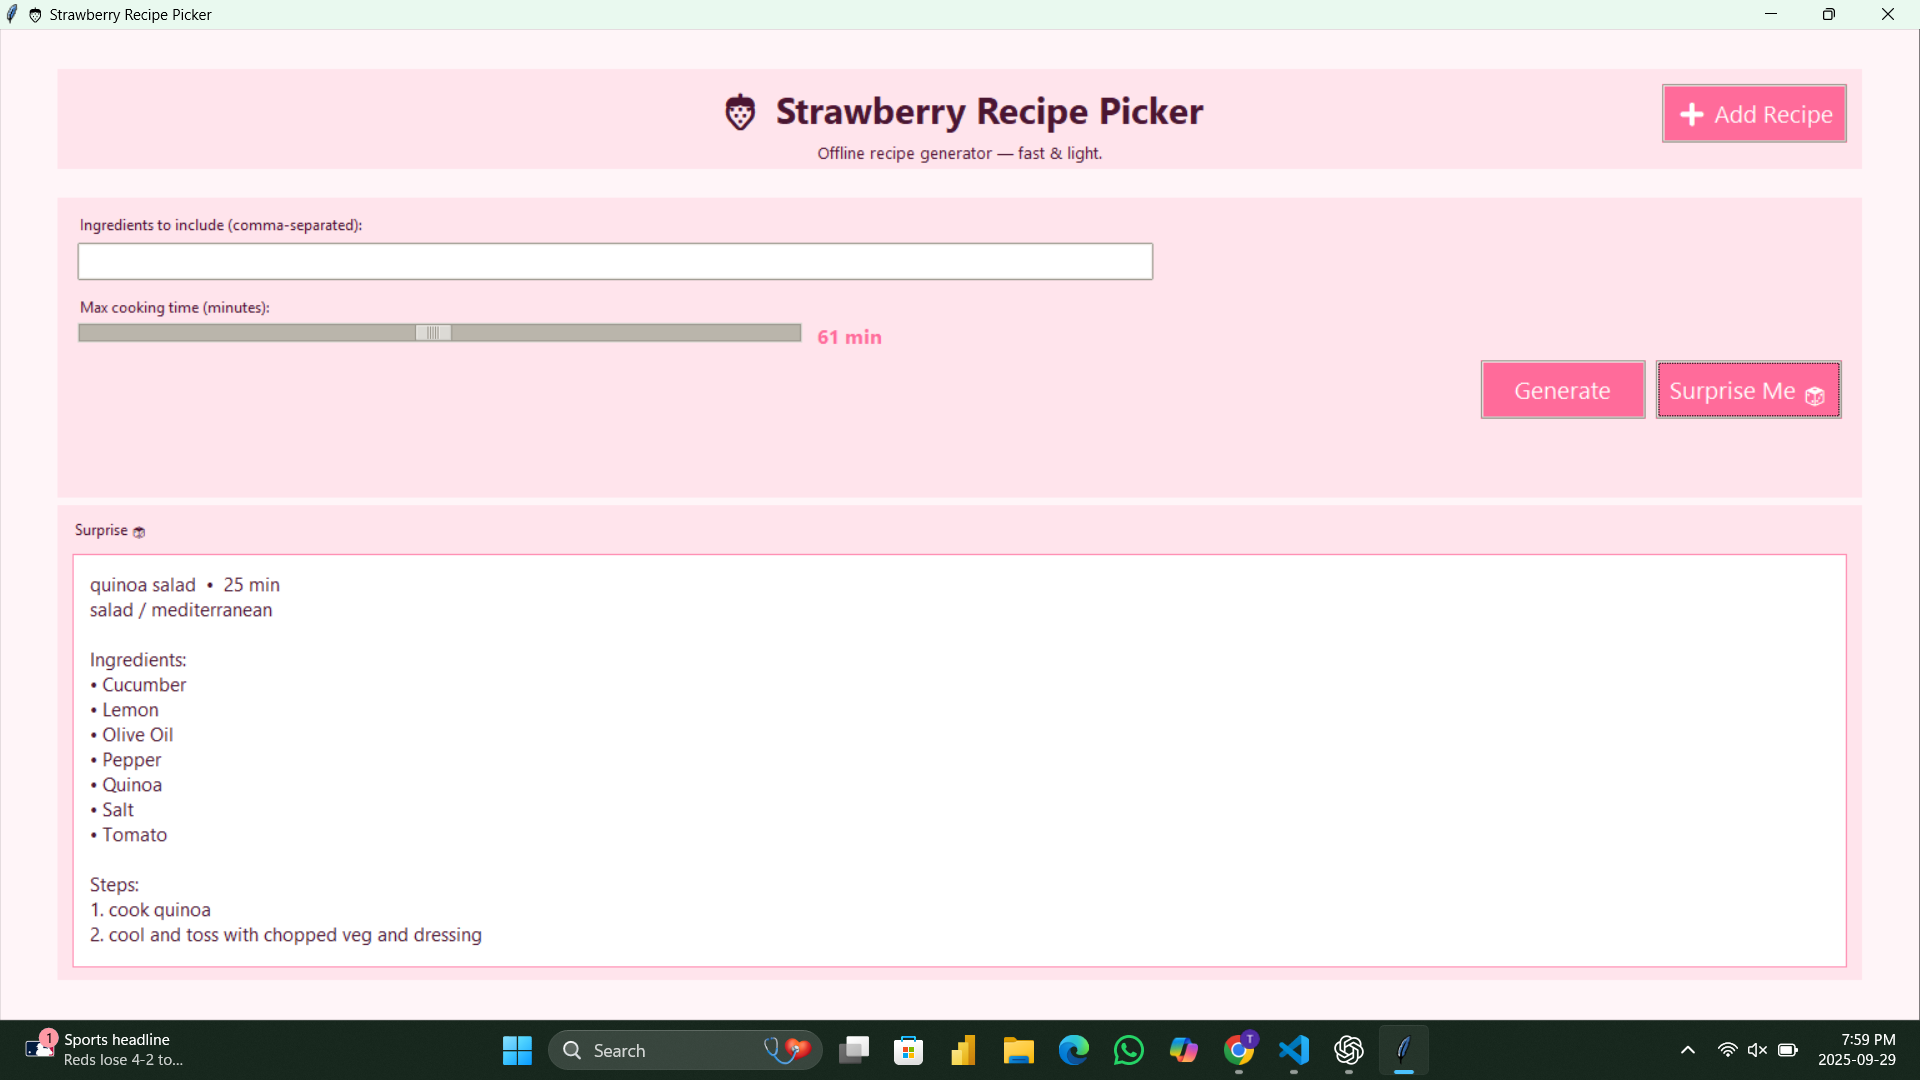 Strawberry Recipe Picker
Strawberry Recipe Picker
Offline recipe generator — fast & light.
Add Recipe
Ingredients to include (comma-separated):
Max cooking time (minutes):
61 min
Generate
Surprise Me
Surprise
quinoa salad • 25 min
salad / mediterranean
Ingredients:
• Cucumber
• Lemon
• Olive Oil
• Pepper
• Quinoa
• Salt
• Tomato
Steps:
1. cook quinoa
2. cool and toss with chopped veg and dressing
1
Sports headline
Reds lose 4-2 to...
Search
T
7:59 PM
2025-09-29